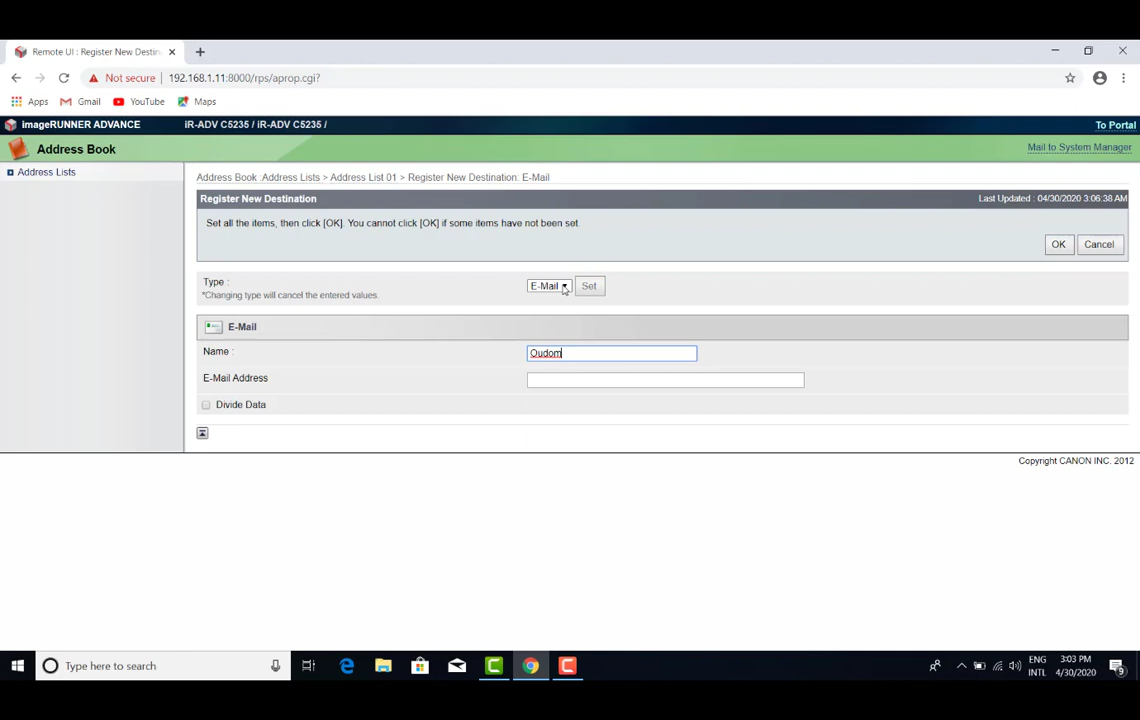 Remote UI : Register New Destin
Not secure | 192.168.1.11:8000/rps/aprop.cgi?
Apps Gmail YouTube Maps
imageRUNNER ADVANCE iR-ADV C5235 / iR-ADV C5235 / To Portal
Address Book Mail to System Manager
Address Lists
Address Book :Address Lists > Address List 01 > Register New Destination: E-Mail
Register New Destination Last Updated : 04/30/2020 3:06:38 AM
Set all the items, then click [OK]. You cannot click [OK] if some items have not been set.
OK Cancel
Type : E-Mail Set
*Changing type will cancel the entered values.
E-Mail
Name : Oudom
E-Mail Address
Divide Data
Copyright CANON INC. 2012
Type here to search
ENG 3:03 PM
INTL 4/30/2020 9